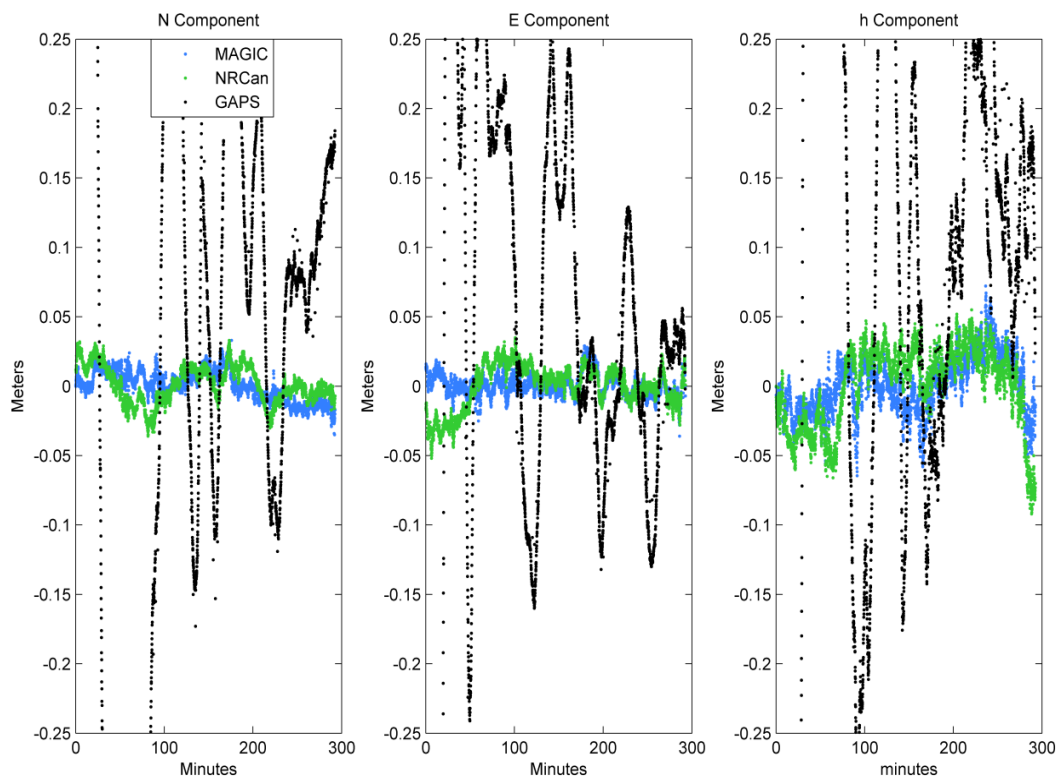 N Component
E Component
h Component
MAGIC
NRCan
GAPS
Meters
0.25
0.2
0.15
0.1
0.05
0
-0.05
-0.1
-0.15
-0.2
-0.25
0 100 200 300
Minutes
Meters
0.25
0.2
0.15
0.1
0.05
0
-0.05
-0.1
-0.15
-0.2
-0.25
0 100 200 300
Minutes
Meters
0.25
0.2
0.15
0.1
0.05
0
-0.05
-0.1
-0.15
-0.2
-0.25
0 100 200 300
minutes